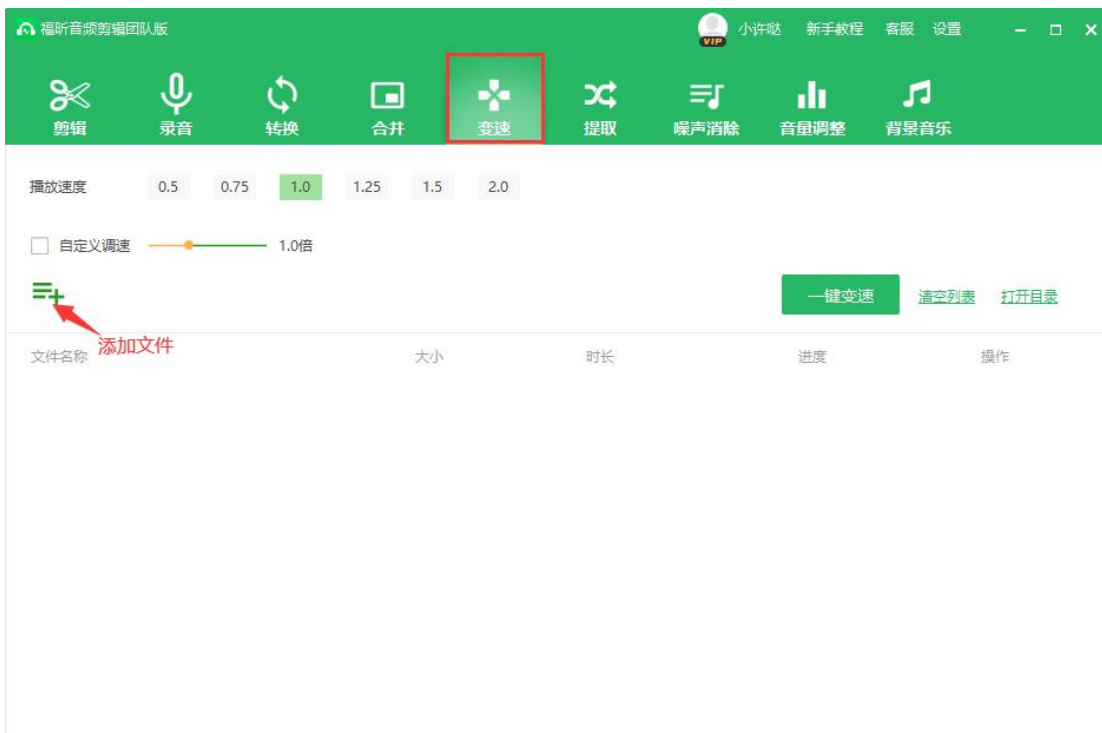 福昕音频剪辑团队版 VIP 小许哒 新手教程 客服 设置
剪辑 录音 转换 合并 变速 提取 噪声消除 音量调整 背景音乐
播放速度 0.5 0.75 1.0 1.25 1.5 2.0
自定义调速 1.0倍
一键变速 清空列表 打开目录
添加文件
文件名称 大小 时长 进度 操作